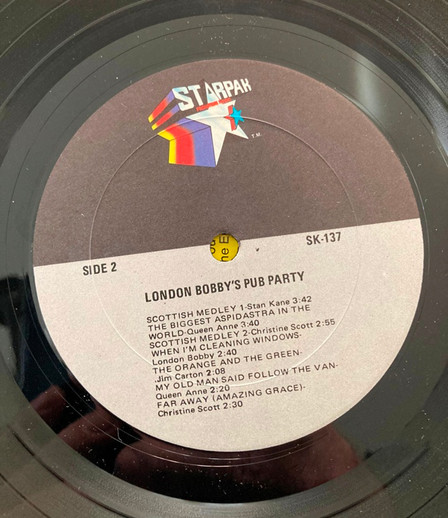 STARPAK
T.M.
ne E
SK-137
SIDE 2
LONDON BOBBY'S PUB PARTY
SCOTTISH MEDLEY 1-Stan Kane 3:42
THE BIGGEST ASPIDASTRA IN THE
WORLD-Queen Anne 3:40
SCOTTISH MEDLEY 2-Christine Scott 2:55
WHEN I'M CLEANING WINDOWS-
London Bobby 2:40
THE ORANGE AND THE GREEN-
Jim Carton 2:08
MY OLD MAN SAID FOLLOW THE VAN-
Queen Anne 2:20
FAR AWAY (AMAZING GRACE)-
Christine Scott 2:30